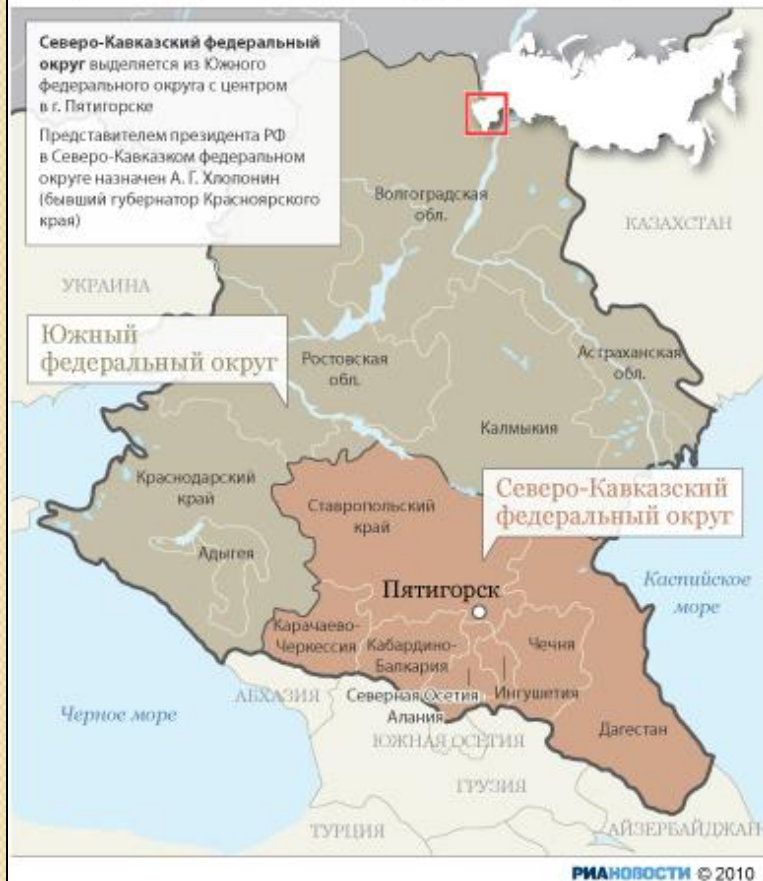 Северо-Кавказский федеральный
округ выделяется из Южного
федерального округа с центром
в г. Пятигорске
Представителем президента РФ
в Северо-Кавказком федеральном
округе назначен А. Г. Хлопонин
(бывший губернатор Красноярского
края)
Волгоградская
обл.
КАЗАХСТАН
УКРАИНА
Южный
федеральный округ
Ростовская
обл.
Астраханская
обл.
Калмыкия
Краснодарский
край
Адыгея
Ставропольский
край
Северо-Кавказский
федеральный округ
Пятигорск
Каспийское
море
Карачаево-
Черкессия
Кабардино-
Балкария
Чечня
Северная Осетия
Алания
Ингушетия
Дагестан
АБХАЗИЯ
Черное море
ЮЖНАЯ ОСЕТИЯ
ГРУЗИЯ
ТУРЦИЯ
АЙЗЕРБАЙДЖАН
РИАНОВОСТИ © 2010